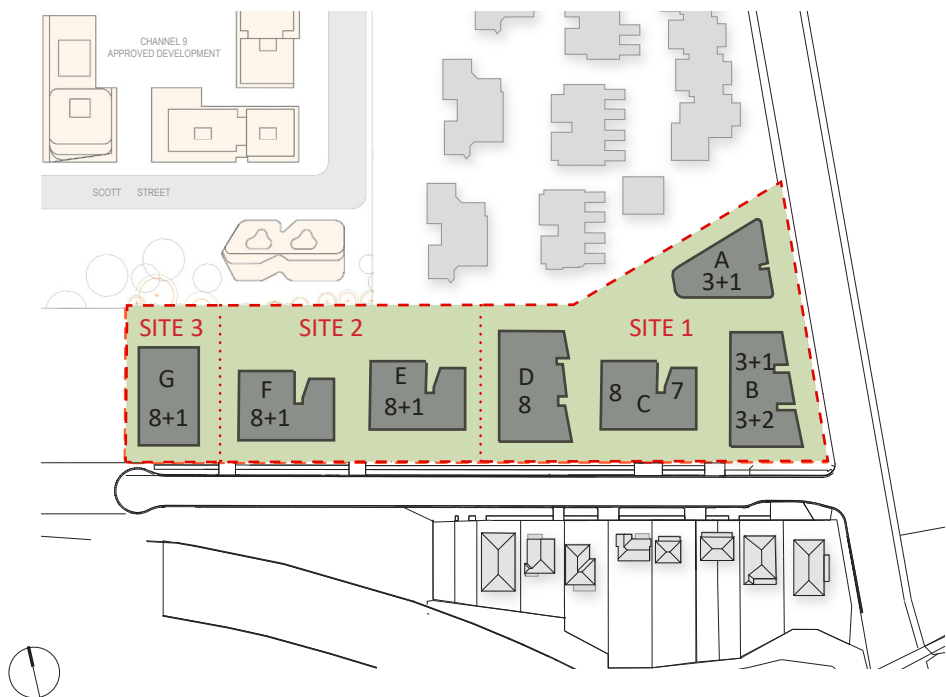 CHANNEL 9
APPROVED DEVELOPMENT
SCOTT STREET
A
3+1
SITE 3
SITE 2
SITE 1
G
8+1
F
8+1
E
8+1
D
8
8 C 7
3+1
B
3+2